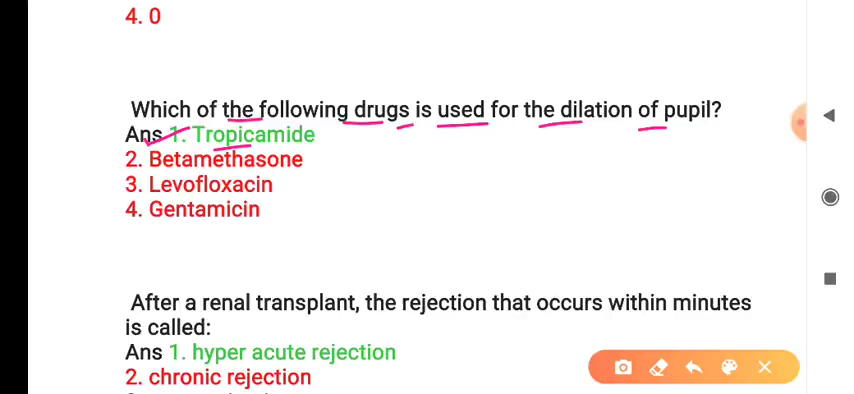 4. 0
Which of the following drugs is used for the dilation of pupil?
Ans 1. Tropicamide
2. Betamethasone
3. Levofloxacin
4. Gentamicin
After a renal transplant, the rejection that occurs within minutes
is called:
Ans 1. hyper acute rejection
2. chronic rejection